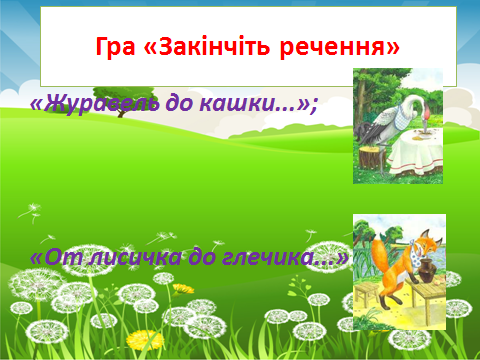 Гра «Закінчіть речення»
«Журавель до кашки...»;
«От лисичка до глечика...»